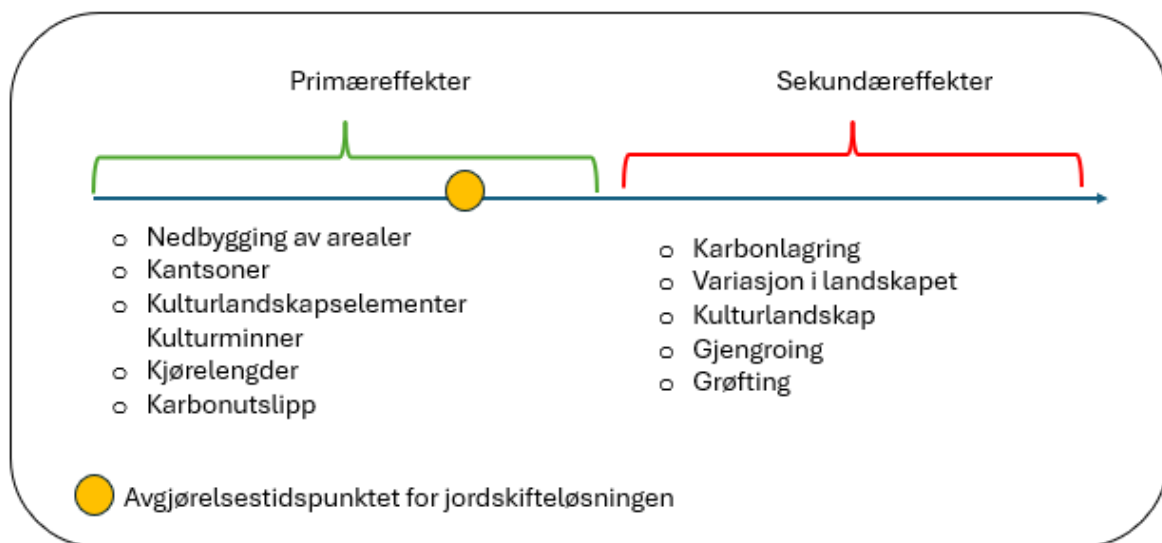 Primæreffekter
Sekundæreffekter
o Nedbygging av arealer
o Kantsoner
o Kulturlandskapselementer
Kulturminner
o Kjørelengder
o Karbonutslipp
o Karbonlagring
o Variasjon i landskapet
o Kulturlandskap
o Gjengroing
o Grøfting
Avgjørelsestidspunktet for jordskifteløsningen